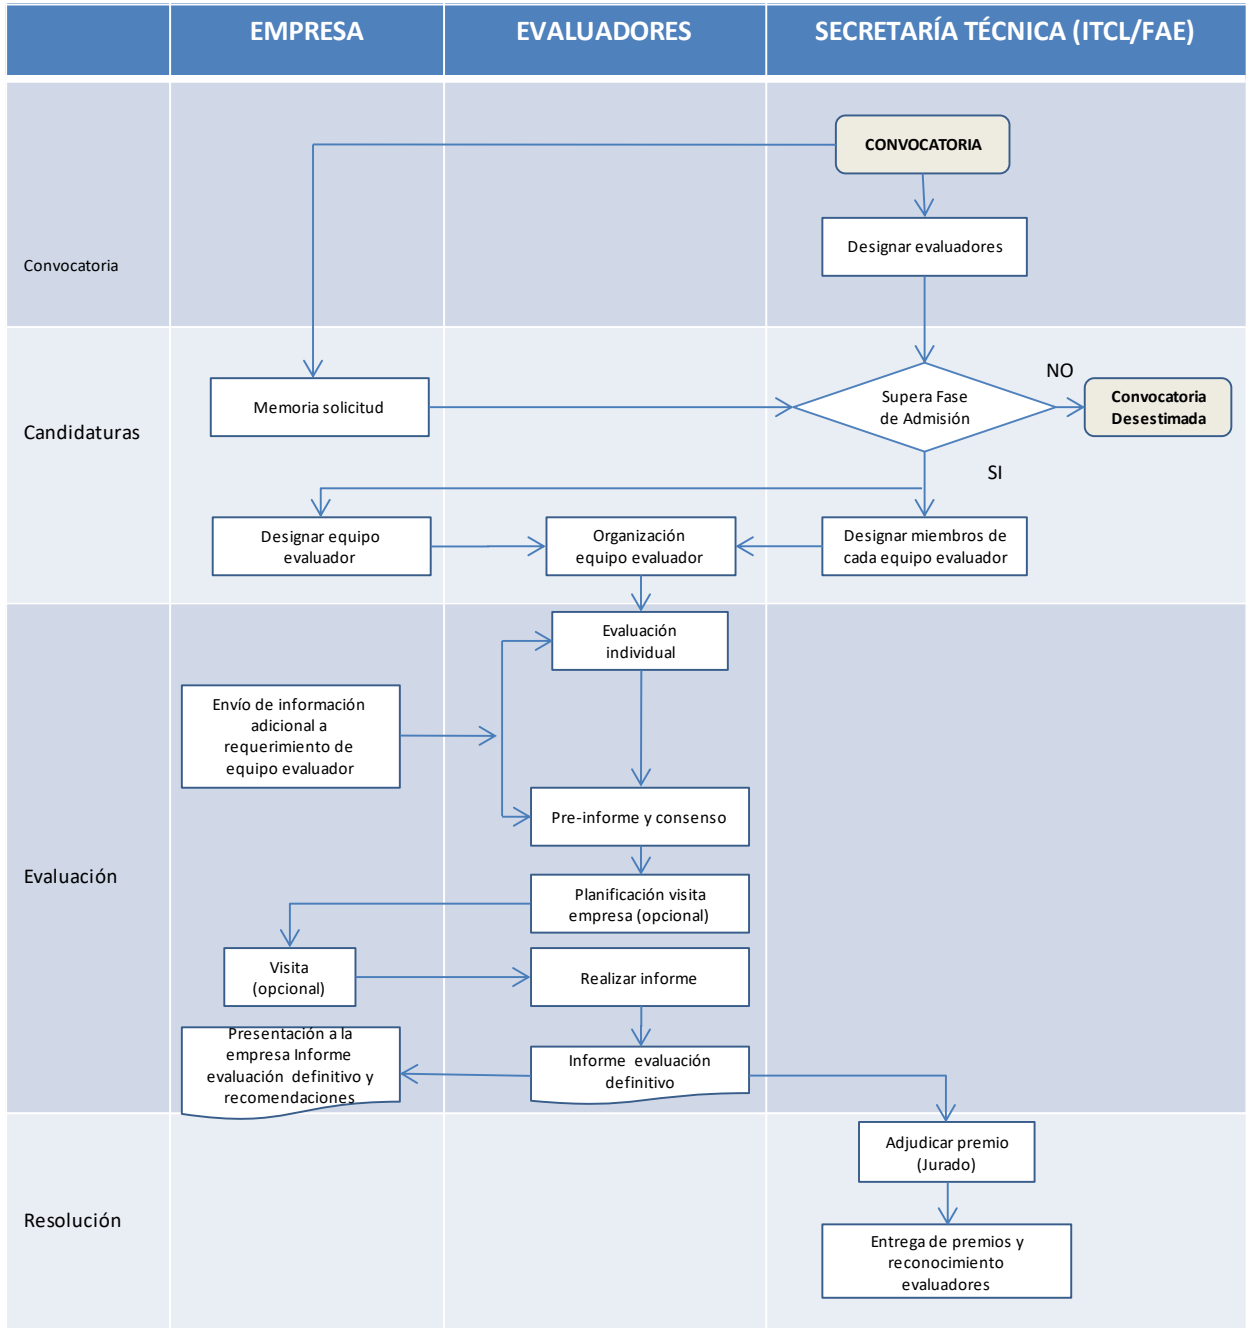 EMPRESA
EVALUADORES
SECRETARÍA TÉCNICA (ITCL/FAE)
CONVOCATORIA
Designar evaluadores
Convocatoria
NO
Memoria solicitud
Supera Fase
de Admisión
Convocatoria
Desestimada
Candidaturas
SI
Designar equipo
evaluador
Organización
equipo evaluador
Designar miembros de
cada equipo evaluador
Evaluación
individual
Envío de información
adicional a
requerimiento de
equipo evaluador
Pre-informe y consenso
Evaluación
Planificación visita
empresa (opcional)
Visita
(opcional)
Realizar informe
Presentación a la
empresa Informe
evaluación definitivo y
recomendaciones
Informe evaluación
definitivo
Adjudicar premio
(Jurado)
Resolución
Entrega de premios y
reconocimiento
evaluadores